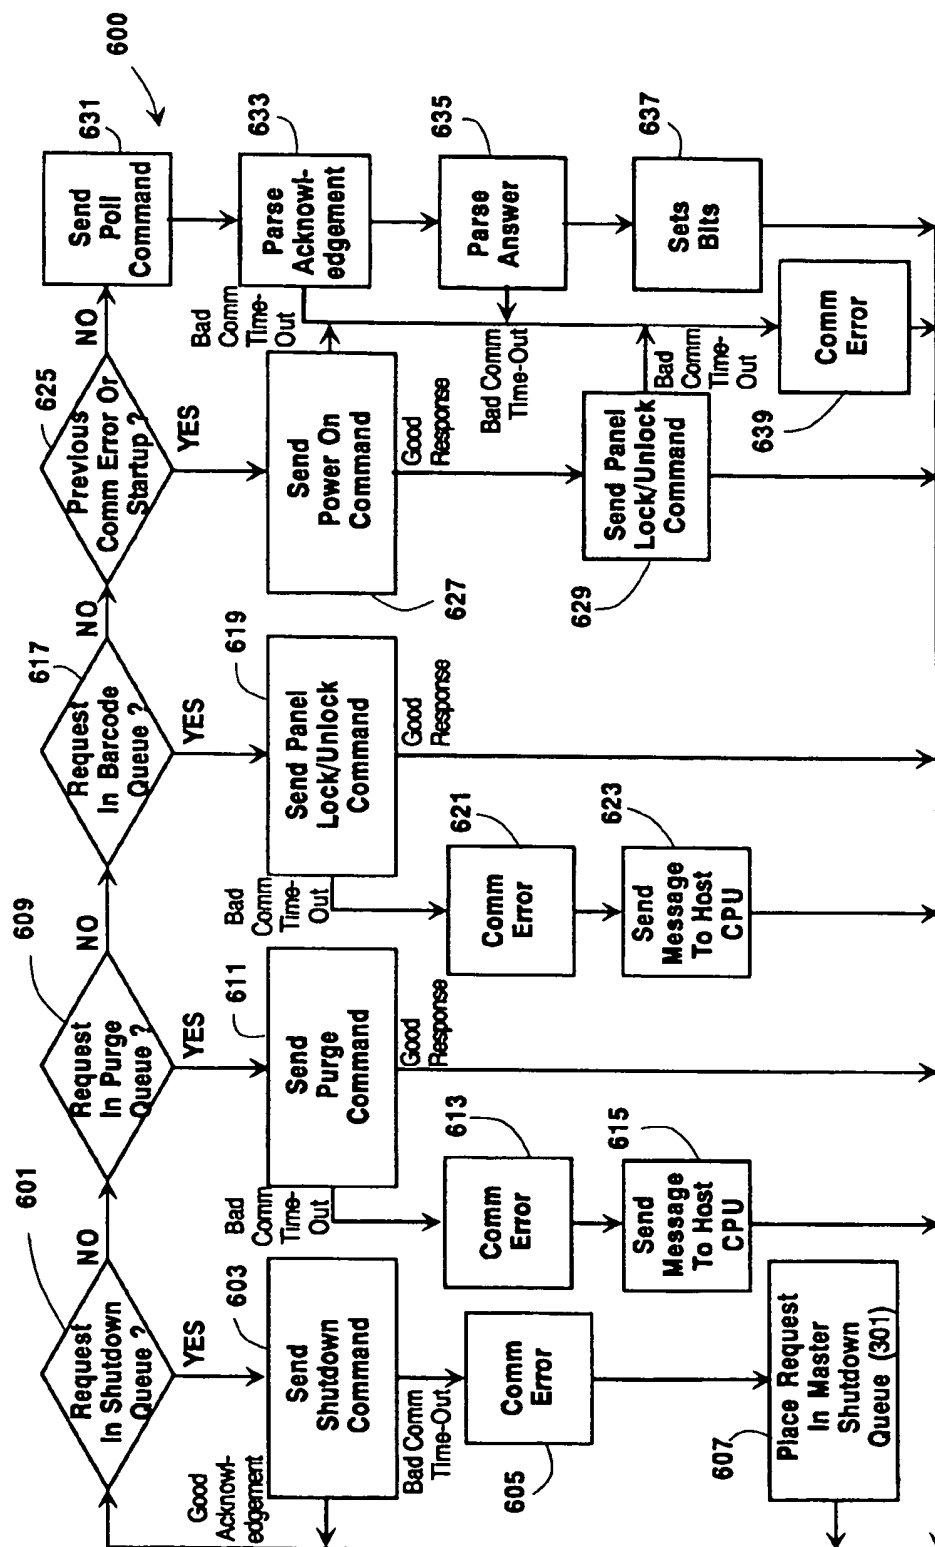 600
601
Request
In Shutdown
Queue ?
NO
YES
609
Request
In Purge
Queue ?
NO
YES
617
Request
In Barcode
Queue ?
NO
YES
625
Previous
Comm Error Or
Startup ?
NO
YES
631
Send
Poll
Command
Good
Acknowl-
edgement
603
Send
Shutdown
Command
Bad Comm
Time-Out
605
Comm
Error
607
Place Request
In Master
Shutdown
Queue (301)
611
Send
Purge
Command
Bad
Comm
Time-
Out
Good
Response
613
Comm
Error
615
Send
Message
To Host
CPU
619
Send Panel
Lock/Unlock
Command
Bad
Comm
Time-
Out
Good
Response
621
Comm
Error
623
Send
Message
To Host
CPU
627
Send
Power On
Command
Good
Response
629
Send Panel
Lock/Unlock
Command
Bad
Comm
Time-
Out
633
Parse
Acknowl-
edgement
Bad
Comm
Time-
Out
635
Parse
Answer
Bad Comm
Time-Out
637
Sets
Bits
639
Comm
Error